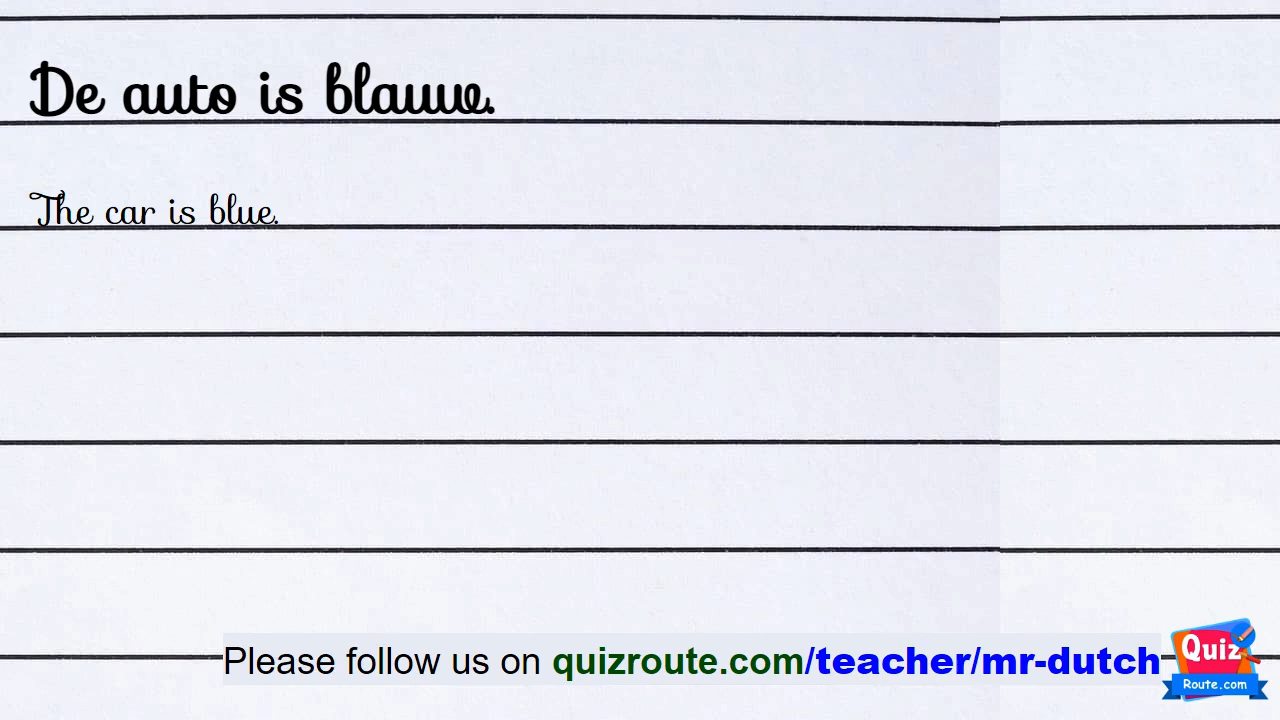 De auto is blauw.
The car is blue.
Please follow us on quizroute.com/teacher/mr-dutch
Quiz
Route.com